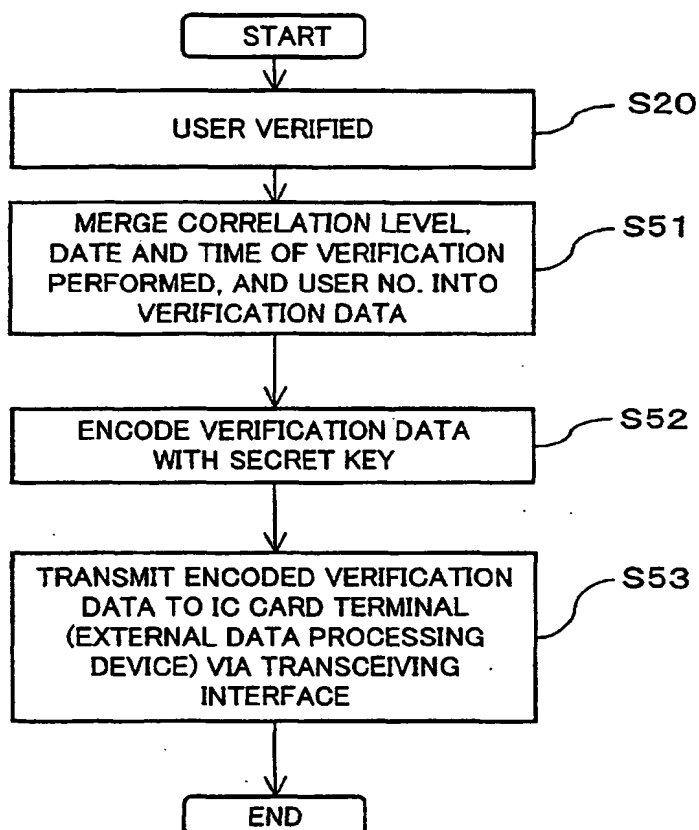 START
USER VERIFIED
S20
MERGE CORRELATION LEVEL,
DATE AND TIME OF VERIFICATION
PERFORMED, AND USER NO. INTO
VERIFICATION DATA
S51
ENCODE VERIFICATION DATA
WITH SECRET KEY
S52
TRANSMIT ENCODED VERIFICATION
DATA TO IC CARD TERMINAL
(EXTERNAL DATA PROCESSING
DEVICE) VIA TRANSCEIVING
INTERFACE
S53
END